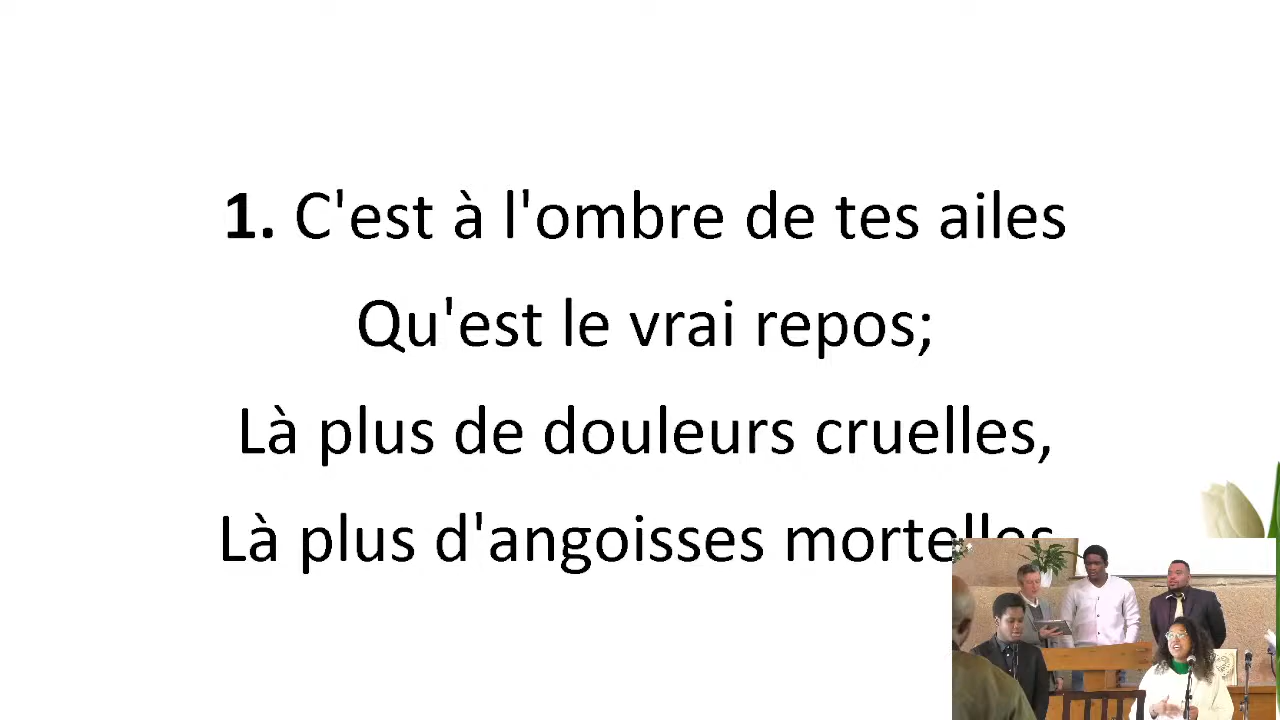 1. C'est à l'ombre de tes ailes
Qu'est le vrai repos;
Là plus de douleurs cruelles,
Là plus d'angoisses mortelles